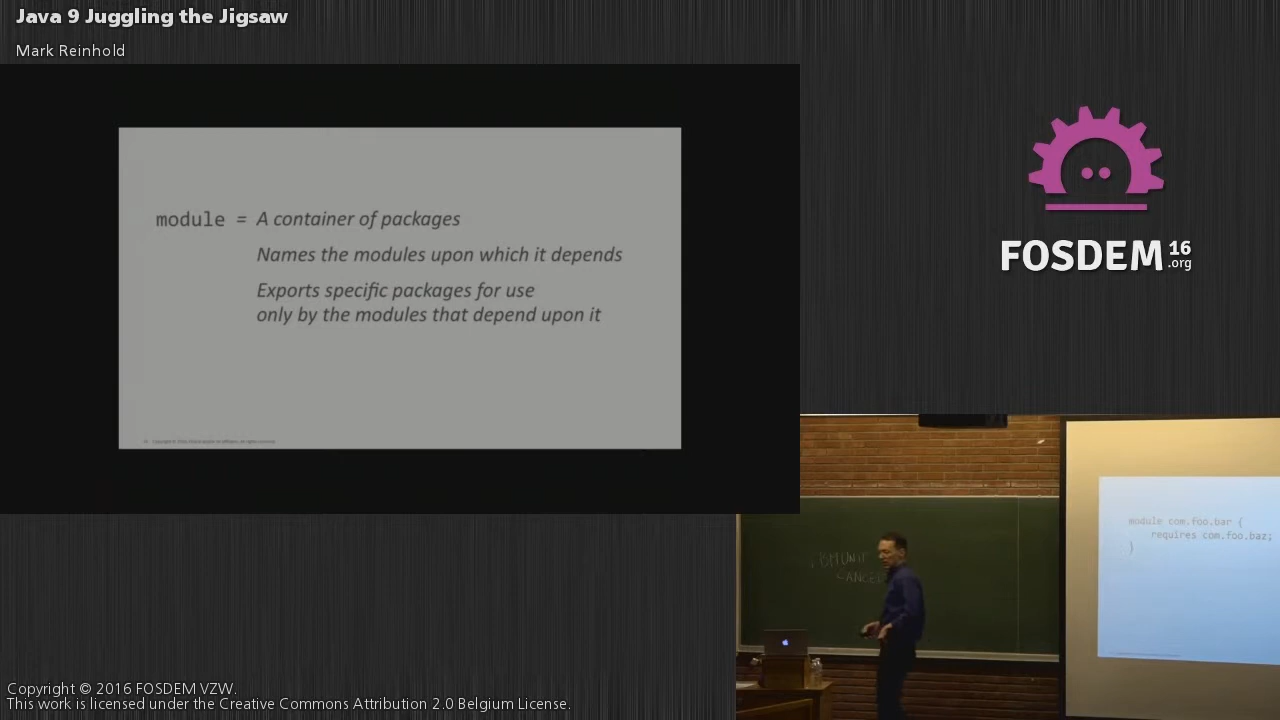 Java 9 Juggling the Jigsaw
Mark Reinhold
module = A container of packages
Names the modules upon which it depends
Exports specific packages for use
only by the modules that depend upon it
FOSDEM 16
.org
module com.foo.bar {
requires com.foo.baz;
}
CANCEL
Copyright © 2016 FOSDEM VZW.
This work is licensed under the Creative Commons Attribution 2.0 Belgium License.